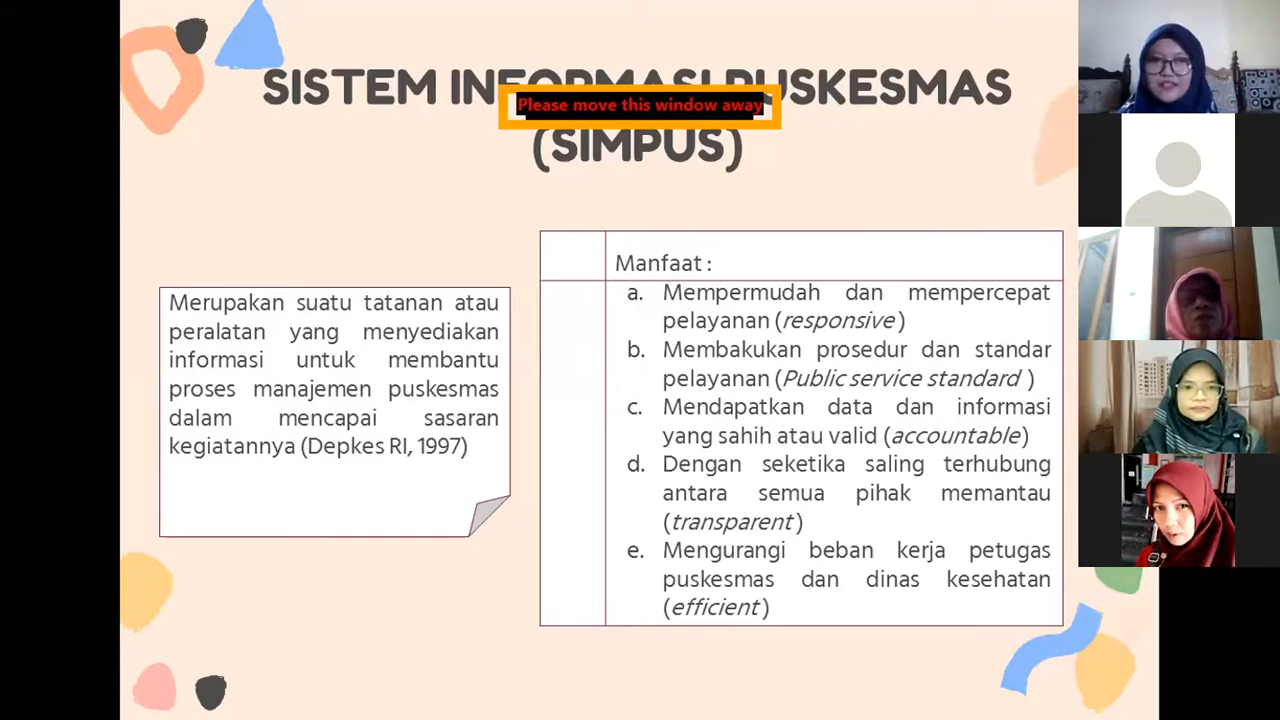 SISTEM INFORMASI PUSKESMAS
Please move this window away
(SIMPUS)
Merupakan suatu tatanan atau
peralatan yang menyediakan
informasi untuk membantu
proses manajemen puskesmas
dalam mencapai sasaran
kegiatannya (Depkes RI, 1997)
Manfaat :
a. Mempermudah dan mempercepat
pelayanan (responsive)
b. Membakukan prosedur dan standar
pelayanan (Public service standard )
c. Mendapatkan data dan informasi
yang sahih atau valid (accountable)
d. Dengan seketika saling terhubung
antara semua pihak memantau
(transparent)
e. Mengurangi beban kerja petugas
puskesmas dan dinas kesehatan
(efficient)